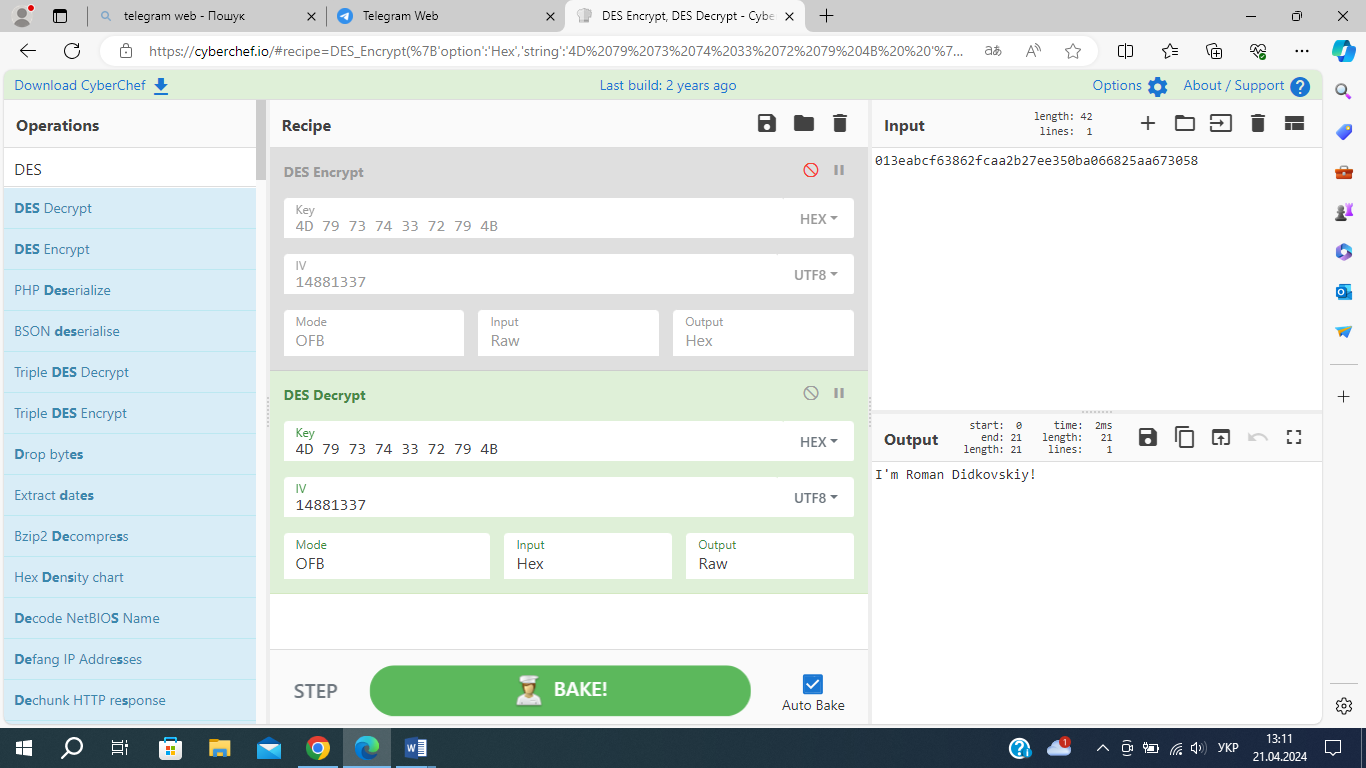 telegram web - Пошук
Telegram Web
DES Encrypt, DES Decrypt - Cybe
https://cyberchef.io/#recipe=DES_Encrypt(%7B'option':'Hex','string':'4D%2079%2073%2074%2033%2072%2079%204B%20%20'%7...
Download CyberChef
Last build: 2 years ago
Options
About / Support
Operations
Recipe
Input
length: 42
lines: 1
DES
DES Decrypt
DES Encrypt
PHP Deserialize
BSON deserialise
Triple DES Decrypt
Triple DES Encrypt
Drop bytes
Extract dates
Bzip2 Decompress
Hex Density chart
Decode NetBIOS Name
Defang IP Addresses
Dechunk HTTP response
DES Encrypt
Key
4D 79 73 74 33 72 79 4B
HEX
IV
14881337
UTF8
Mode
OFB
Input
Raw
Output
Hex
DES Decrypt
Key
4D 79 73 74 33 72 79 4B
HEX
IV
14881337
UTF8
Mode
OFB
Input
Hex
Output
Raw
STEP
BAKE!
Auto Bake
013eabcf63862fcaa2b27ee350ba066825aa673058
Output
start: 0
end: 21
length: 21
time: 2ms
length: 21
lines: 1
I'm Roman Didkovskiy!
1
УКР
13:11
21.04.2024